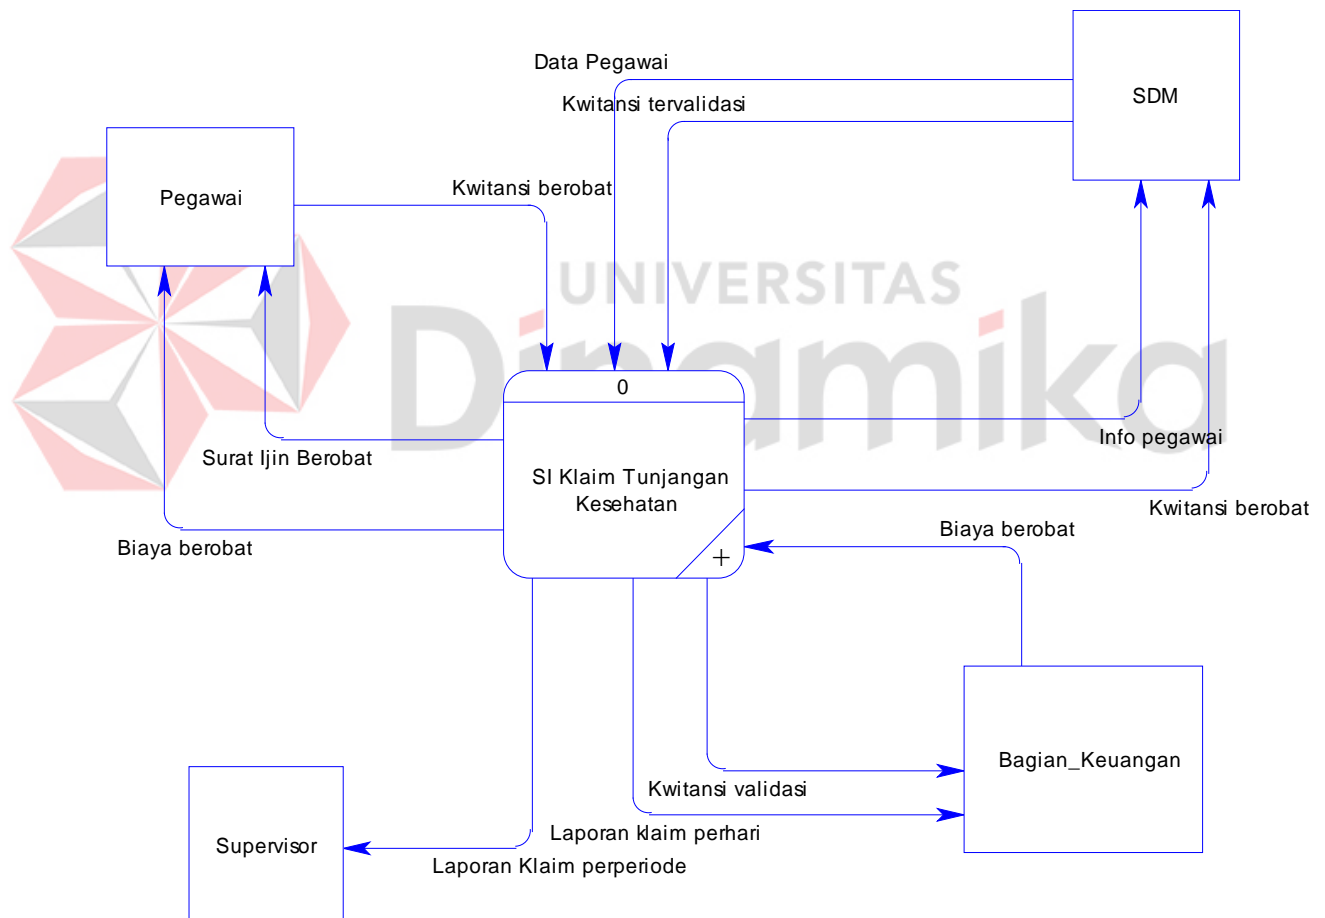 Data Pegawai
SDM
Kwitansi tervalidasi
Pegawai
Kwitansi berobat
UNIVERSITAS
Dinamika
0
Info pegawai
Surat Ijin Berobat
SI Klaim Tunjangan
Kesehatan
Kwitansi berobat
Biaya berobat
Biaya berobat
+
Bagian_Keuangan
Kwitansi validasi
Laporan klaim perhari
Supervisor
Laporan Klaim perperiode